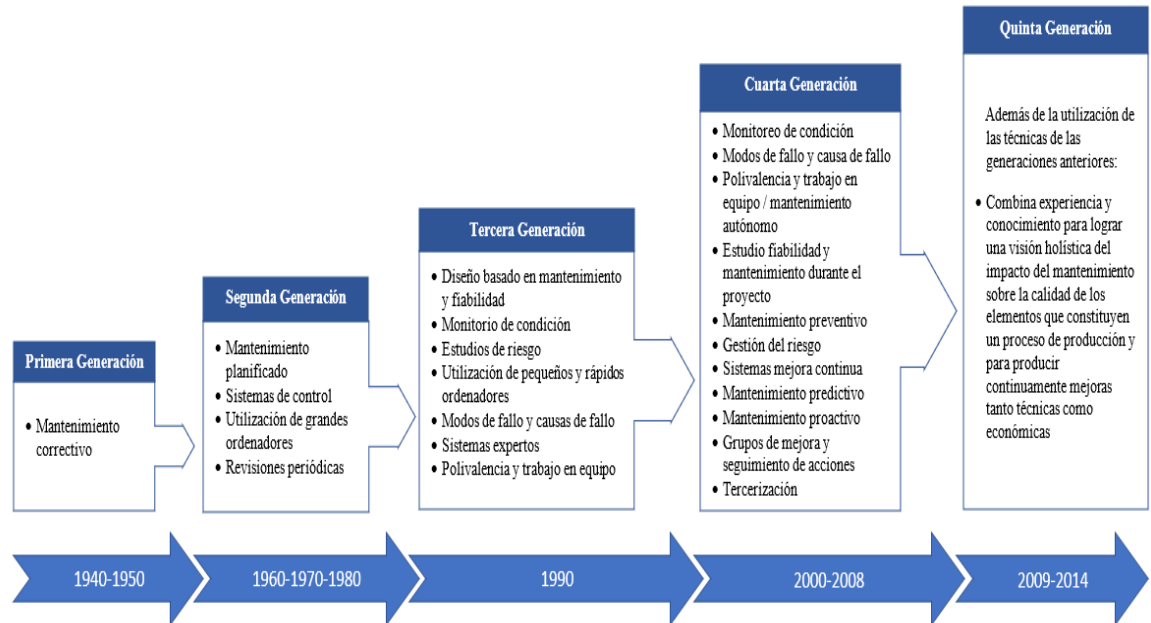 Primera Generación
• Mantenimiento
correctivo
Segunda Generación
• Mantenimiento
planificado
• Sistemas de control
• Utilización de grandes
ordenadores
• Revisiones periódicas
Tercera Generación
• Diseño basado en mantenimiento
y fiabilidad
• Monitorio de condición
• Estudios de riesgo
• Utilización de pequeños y rápidos
ordenadores
• Modos de fallo y causas de fallo
• Sistemas expertos
• Polivalencia y trabajo en equipo
Cuarta Generación
• Monitoreo de condición
• Modos de fallo y causa de fallo
• Polivalencia y trabajo en
equipo / mantenimiento
autónomo
• Estudio fiabilidad y
mantenimiento durante el
proyecto
• Mantenimiento preventivo
• Gestión del riesgo
• Sistemas mejora continua
• Mantenimiento predictivo
• Mantenimiento proactivo
• Grupos de mejora y
seguimiento de acciones
• Tercerización
Quinta Generación
Además de la utilización de
las técnicas de las
generaciones anteriores:
• Combina experiencia y
conocimiento para lograr
una visión holística del
impacto del mantenimiento
sobre la calidad de los
elementos que constituyen
un proceso de producción y
para producir
continuamente mejoras
tanto técnicas como
económicas
1940-1950
1960-1970-1980
1990
2000-2008
2009-2014